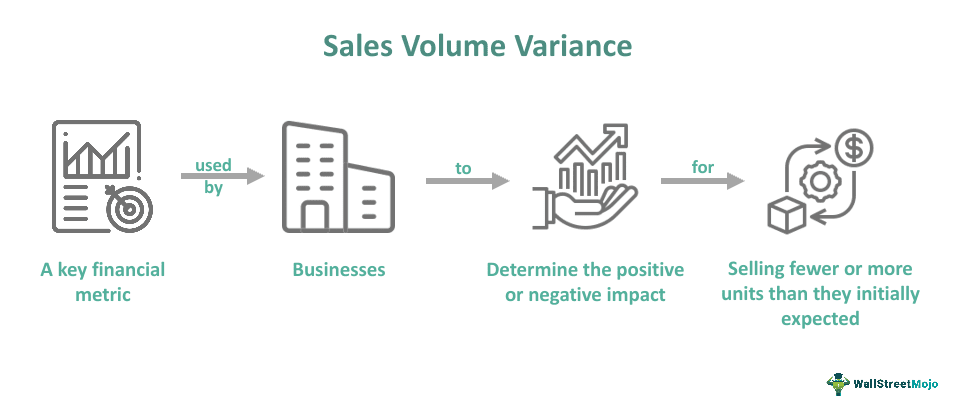 Sales Volume Variance
used
by
to
for
A key financial
metric
Businesses
Determine the positive
or negative impact
Selling fewer or more
units than they initially
expected
$
WallStreetMojo